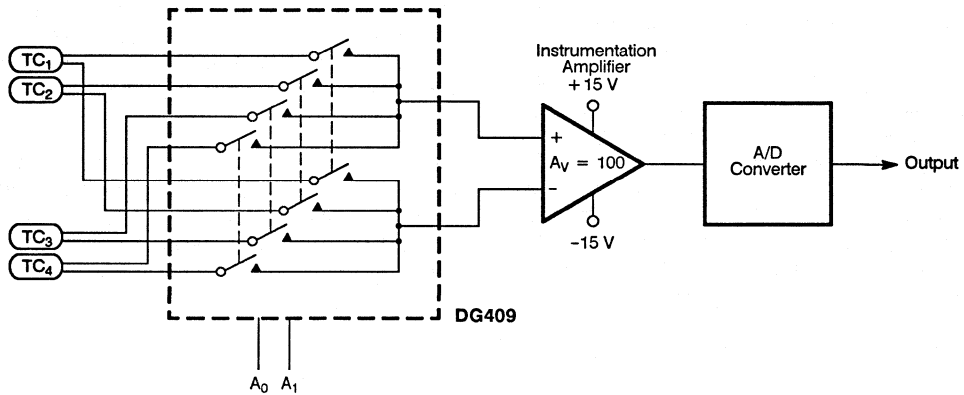 TC1
TC2
TC3
TC4
DG409
A0 A1
Instrumentation
Amplifier
+15 V
+
AV = 100
–
–15 V
A/D
Converter
Output